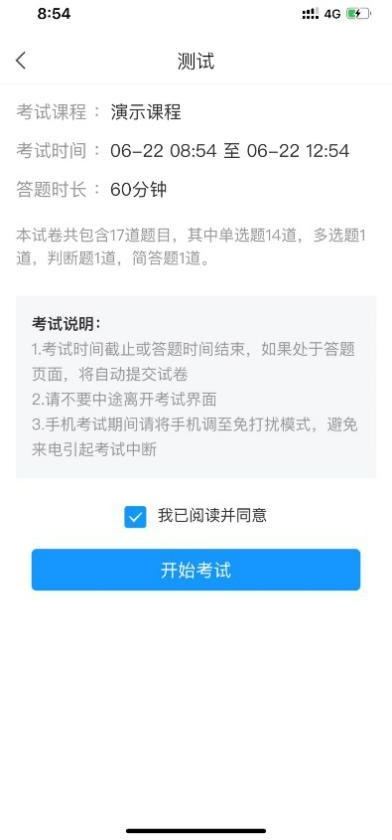 8:54
4G
测试
考试课程：演示课程
考试时间：06-22 08:54 至 06-22 12:54
答题时长：60分钟
本试卷共包含17道题目，其中单选题14道，多选题1
道，判断题1道，简答题1道。
考试说明：
1.考试时间截止或答题时间结束，如果处于答题
页面，将自动提交试卷
2.请不要中途离开考试界面
3.手机考试期间请将手机调至免打扰模式，避免
来电引起考试中断
我已阅读并同意
开始考试